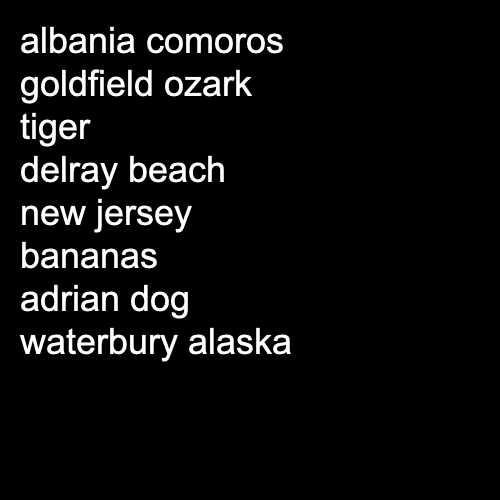 albania comoros
goldfield ozark
tiger
delray beach
new jersey
bananas
adrian dog
waterbury alaska